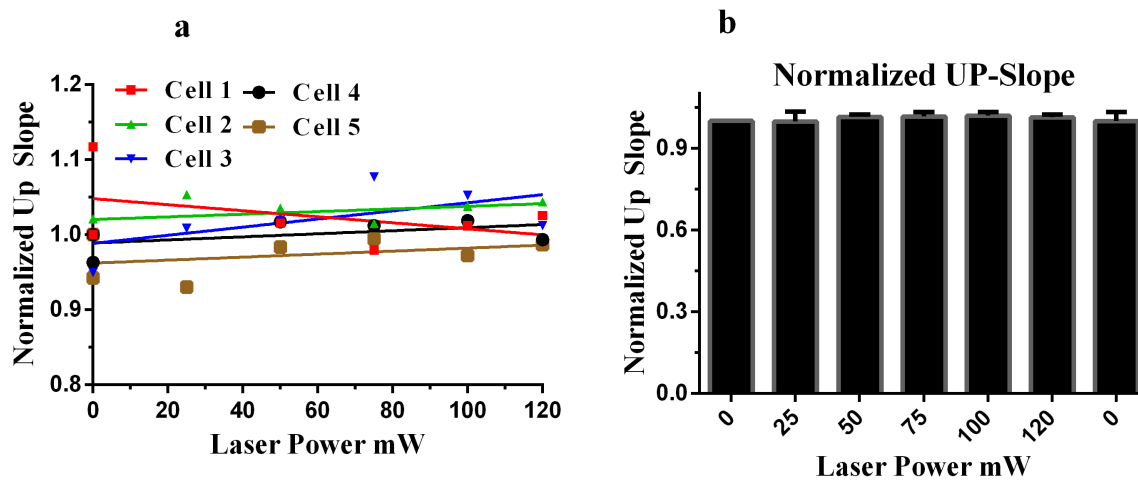 a
Normalized Up Slope
1.2
1.1
1.0
0.9
0.8
Cell 1
Cell 2
Cell 3
Cell 4
Cell 5
0 20 40 60 80 100 120
Laser Power mW
b
Normalized UP-Slope
Normalized Up Slope
0.9
0.6
0.3
0.0
0 25 50 75 100 120 0
Laser Power mW